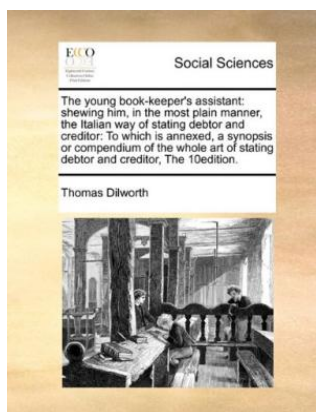 ECCO
Social Sciences
The young book-keeper's assistant:
shewing him, in the most plain manner,
the Italian way of stating debtor and
creditor: To which is annexed, a synopsis
or compendium of the whole art of stating
debtor and creditor, The 10edition.
Thomas Dilworth